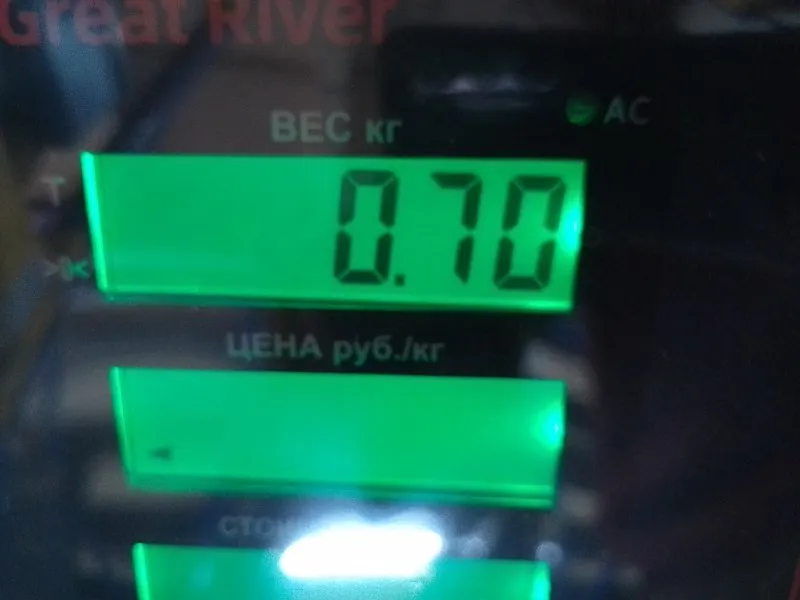 Great River
AC
ВЕС кг
T
0.70
ЦЕНА руб./кг